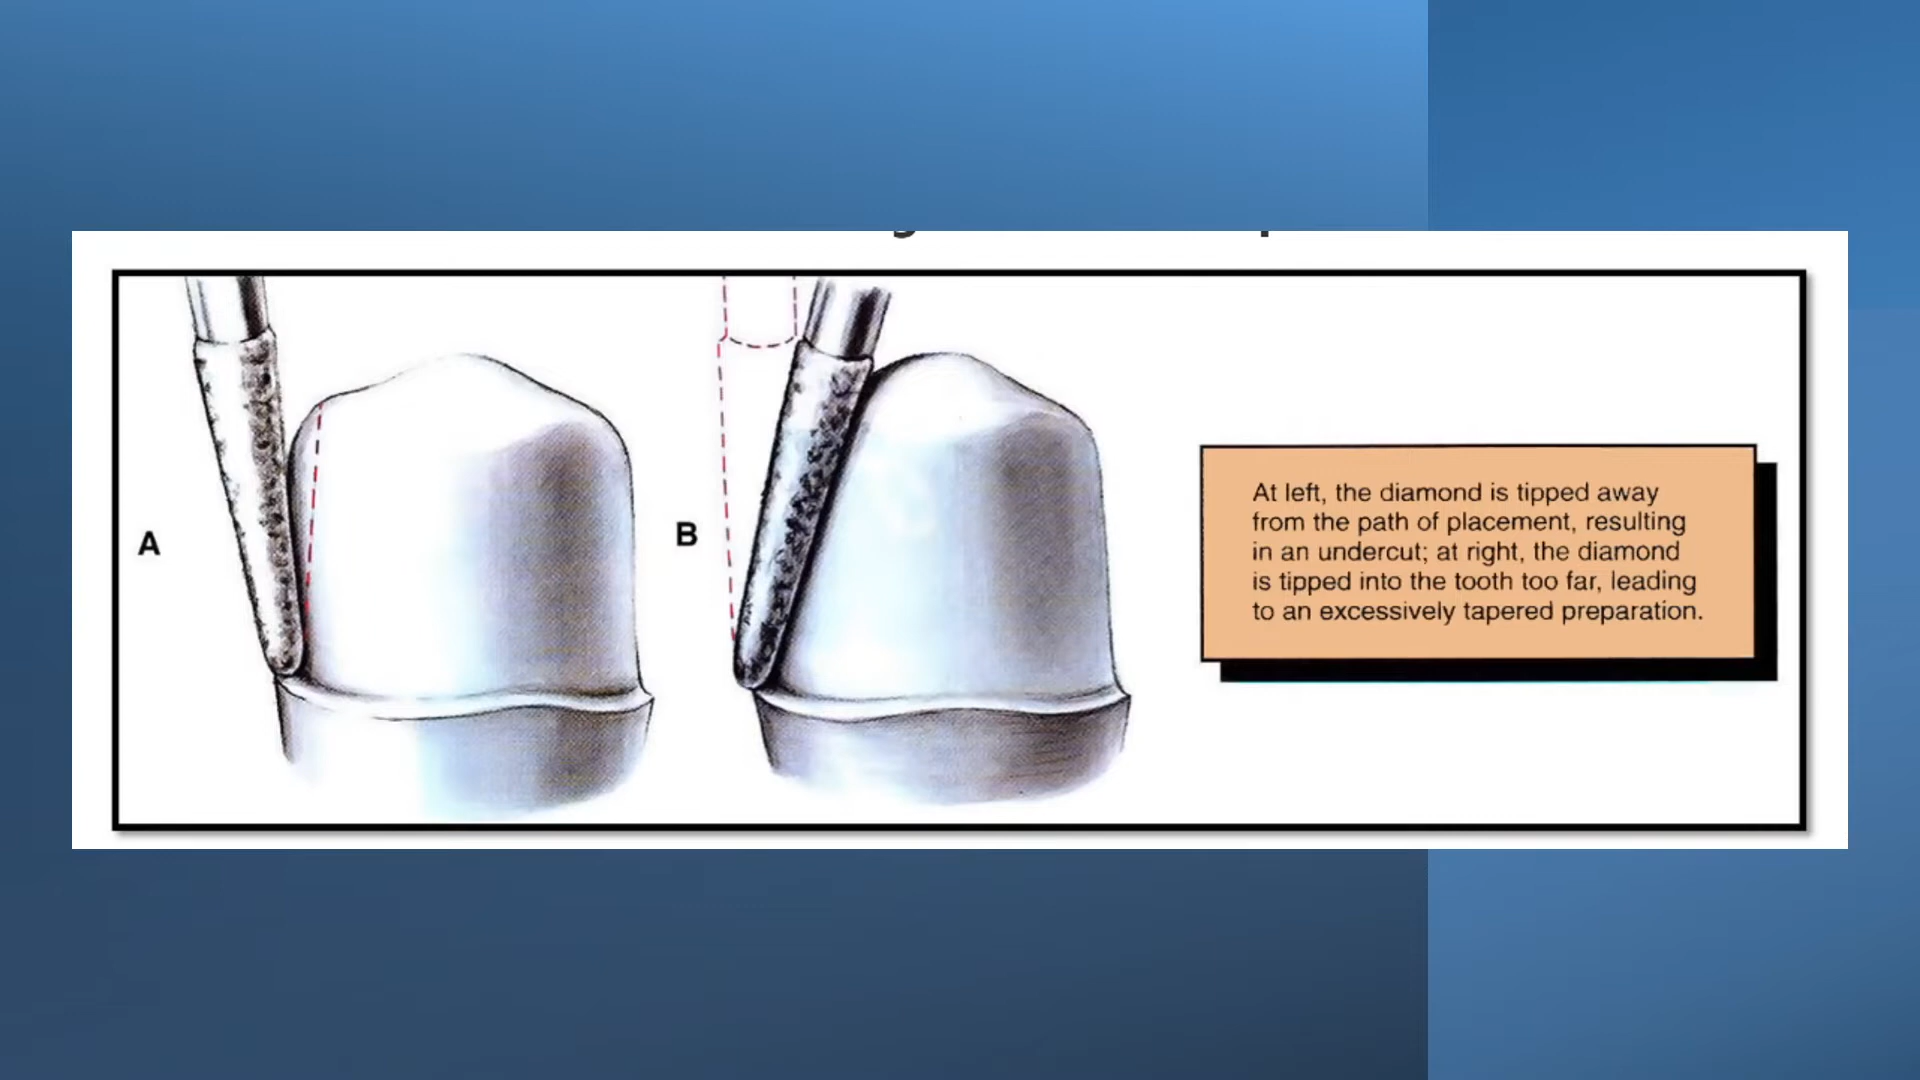 A
B
At left, the diamond is tipped away
from the path of placement, resulting
in an undercut; at right, the diamond
is tipped into the tooth too far, leading
to an excessively tapered preparation.